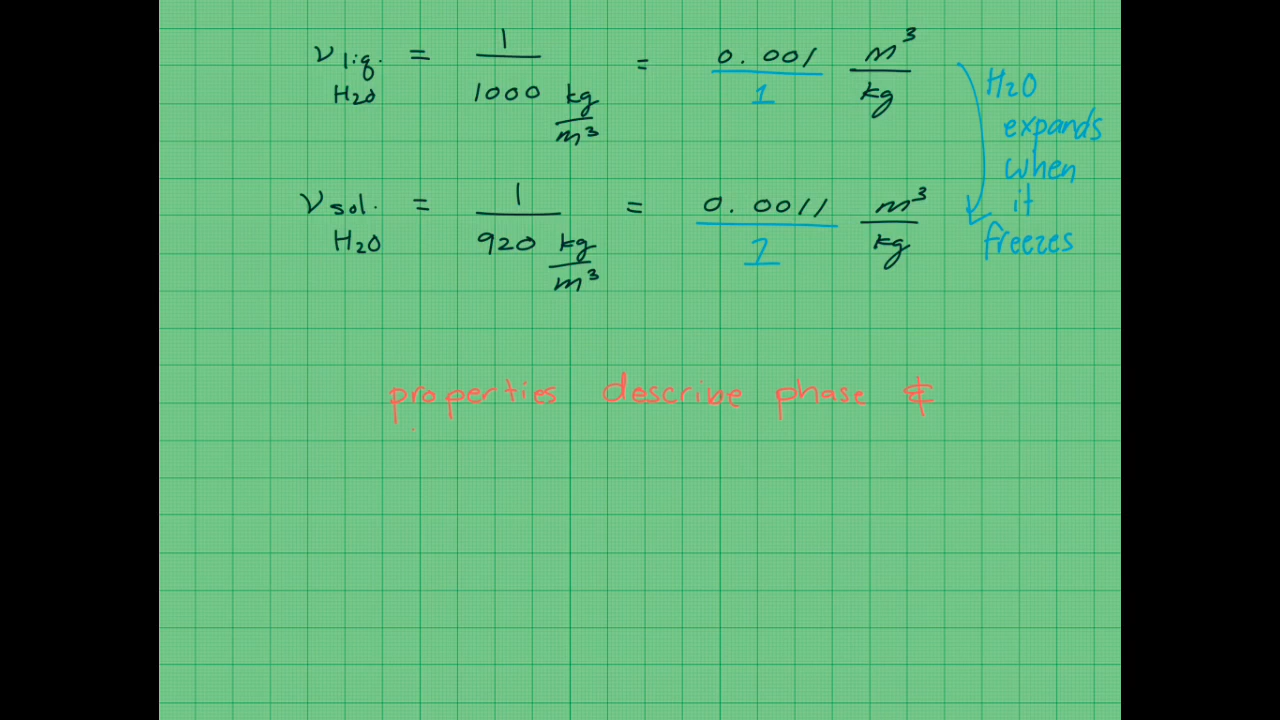 ν liq. H₂O = 1 / 1000 kg/m³ = 0.001 / 1 m³/kg
H₂O
expands
when
it
freezes
ν sol. H₂O = 1 / 920 kg/m³ = 0.0011 / 1 m³/kg
properties describe phase &